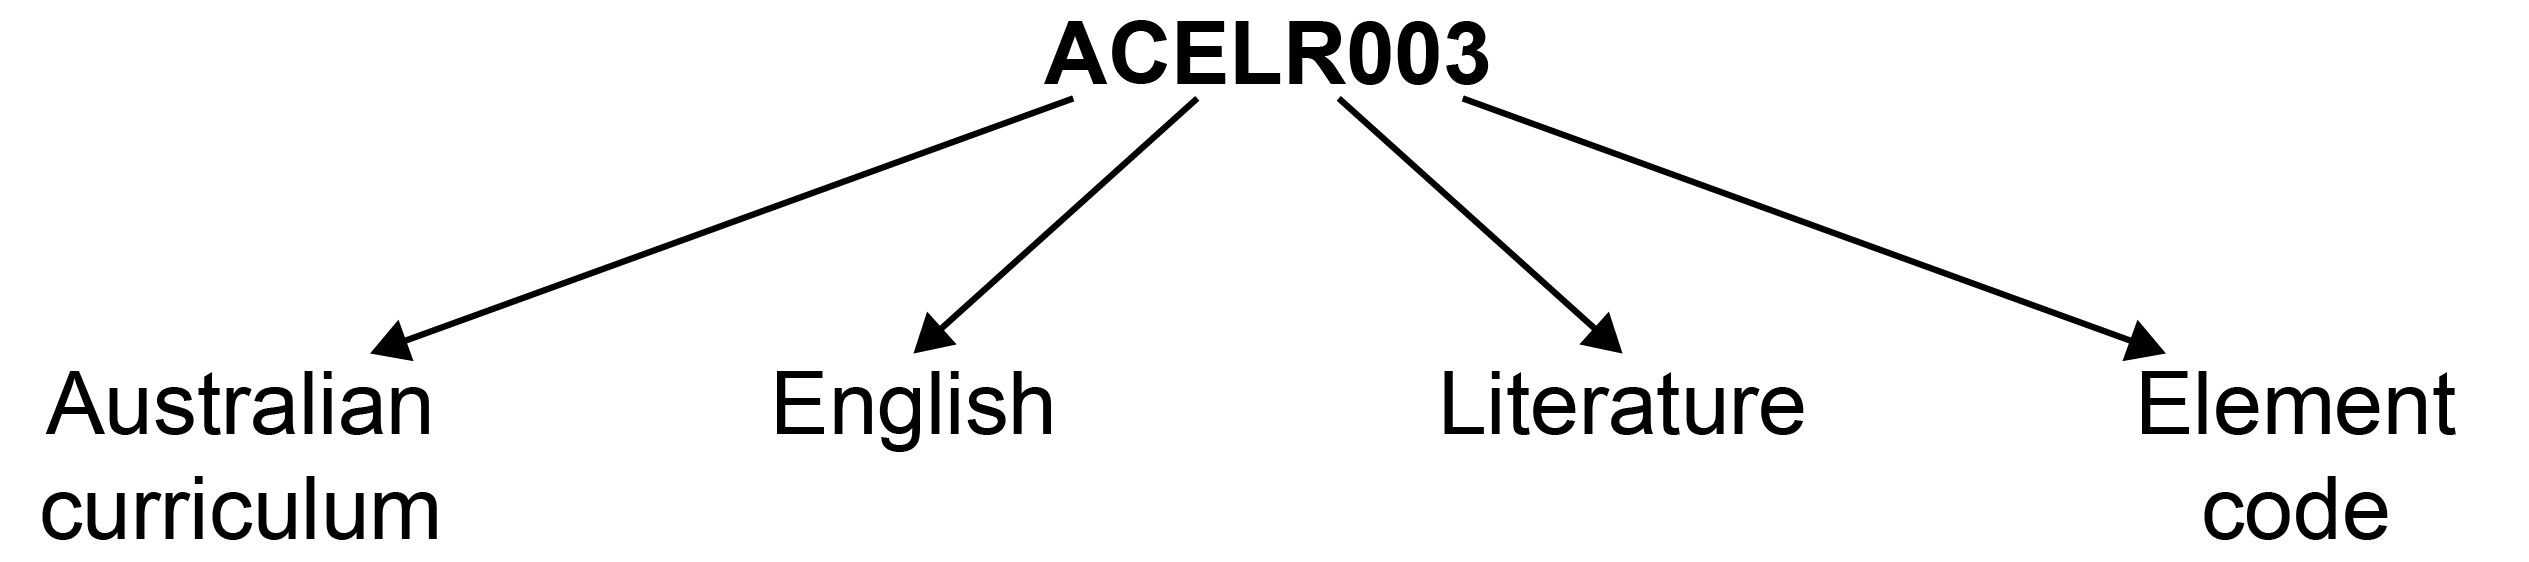 ACELR003
Australian
curriculum
English
Literature
Element
code